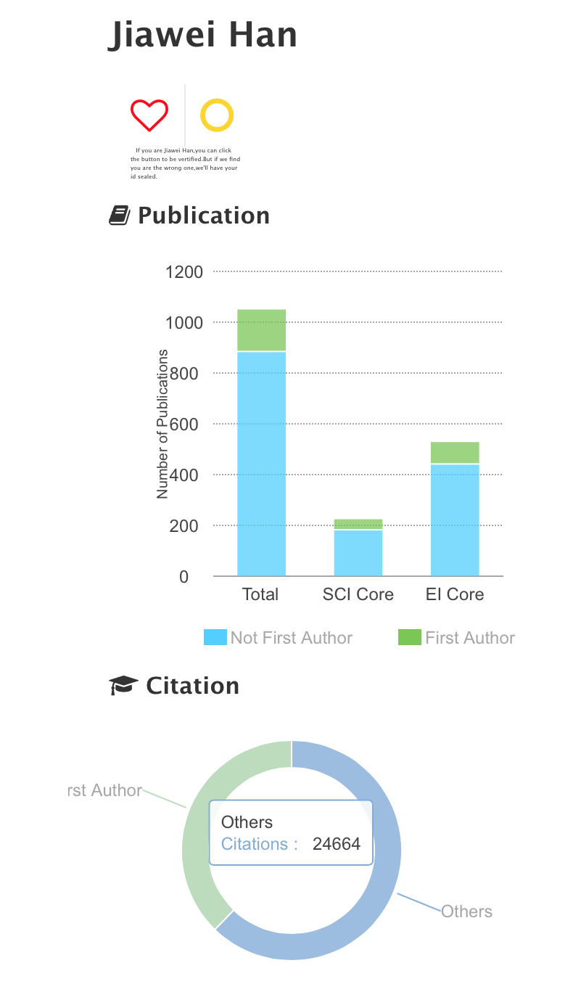 Jiawei Han
If you are Jiawei Han,you can click
the button to be vertified.But if we find
you are the wrong one,we'll have your
id sealed.
Publication
Number of Publications
1200
1000
800
600
400
200
0
Total SCI Core EI Core
Not First Author First Author
Citation
rst Author
Others
Citations : 24664
Others